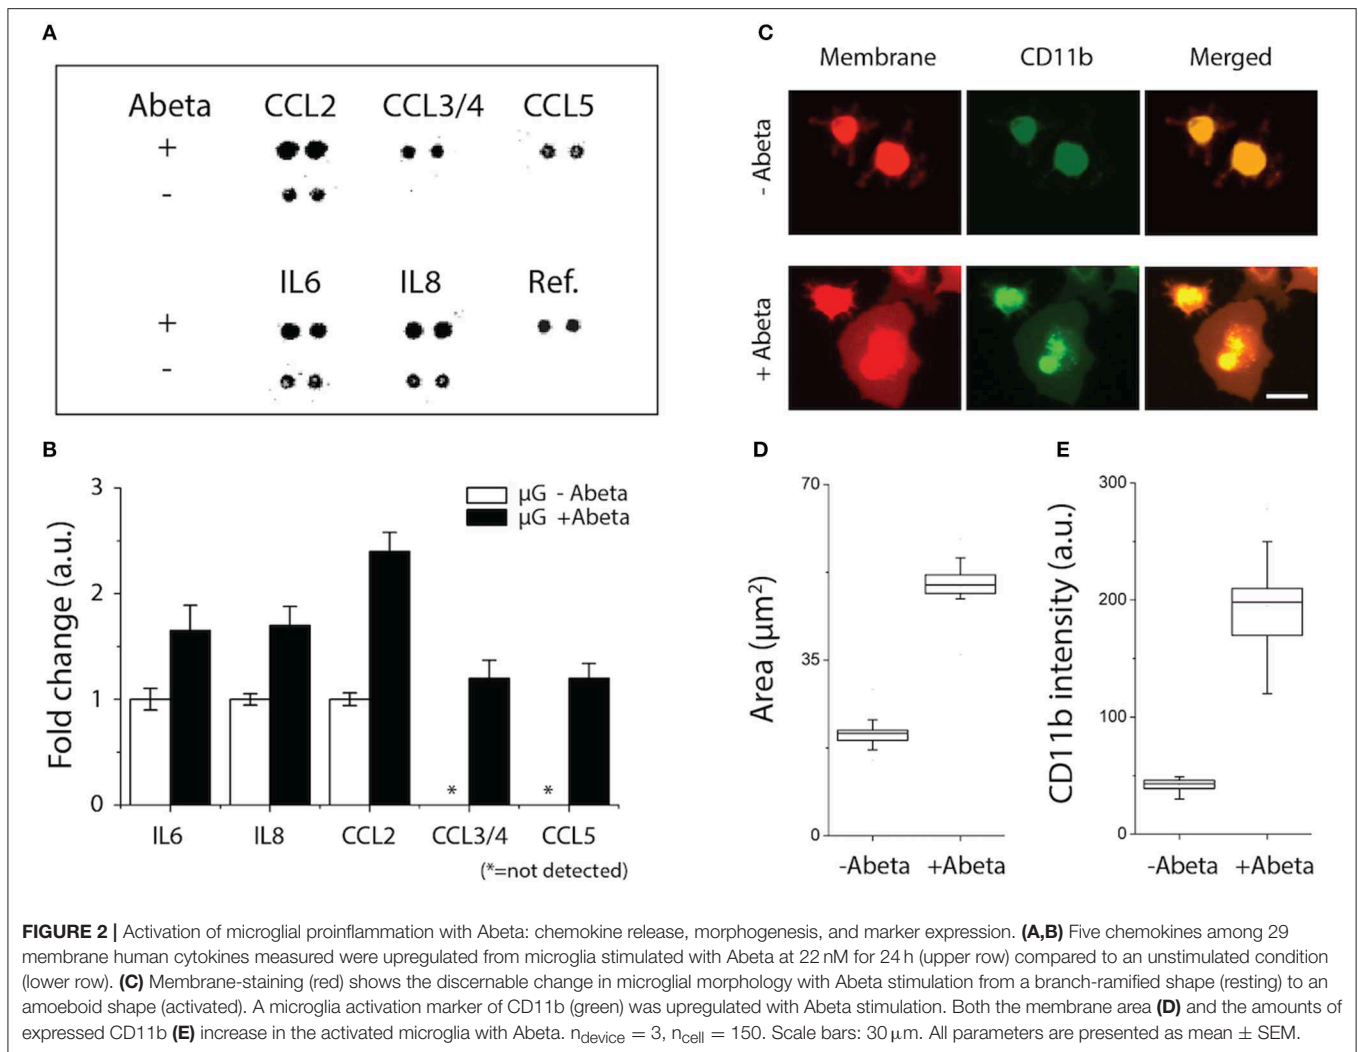 A
Abeta CCL2 CCL3/4 CCL5
+
-
IL6 IL8 Ref.
+
-
C
Membrane CD11b Merged
- Abeta
+ Abeta
B
3
2
1
0
Fold change (a.u.)
µG - Abeta
µG +Abeta
* *
IL6 IL8 CCL2 CCL3/4 CCL5
(*=not detected)
D
70
35
0
Area (µm²)
-Abeta +Abeta
E
300
200
100
0
CD11b intensity (a.u.)
-Abeta +Abeta
FIGURE 2 | Activation of microglial proinflammation with Abeta: chemokine release, morphogenesis, and marker expression. (A,B) Five chemokines among 29
membrane human cytokines measured were upregulated from microglia stimulated with Abeta at 22 nM for 24 h (upper row) compared to an unstimulated condition
(lower row). (C) Membrane-staining (red) shows the discernable change in microglial morphology with Abeta stimulation from a branch-ramified shape (resting) to an
amoeboid shape (activated). A microglia activation marker of CD11b (green) was upregulated with Abeta stimulation. Both the membrane area (D) and the amounts of
expressed CD11b (E) increase in the activated microglia with Abeta. n_device = 3, n_cell = 150. Scale bars: 30 µm. All parameters are presented as mean ± SEM.